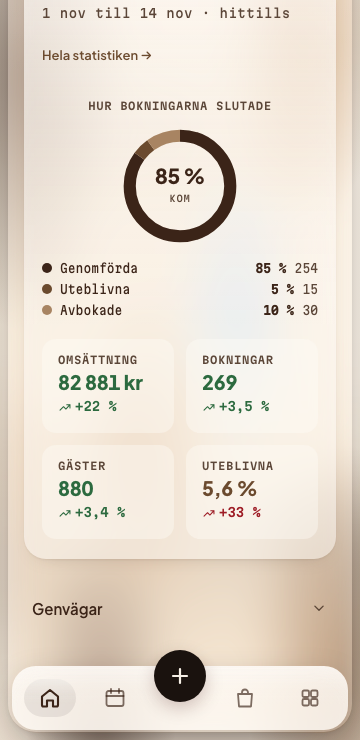 1 nov till 14 nov · hittills
Hela statistiken →
HUR BOKNINGARNA SLUTADE
85 %
KOM
Genomförda 85 % 254
Uteblivna 5 % 15
Avbokade 10 % 30
OMSÄTTNING BOKNINGAR
82 881 kr 269
+22 % +3,5 %
GÄSTER UTEBLIVNA
880 5,6 %
+3,4 % +33 %
Genvägar